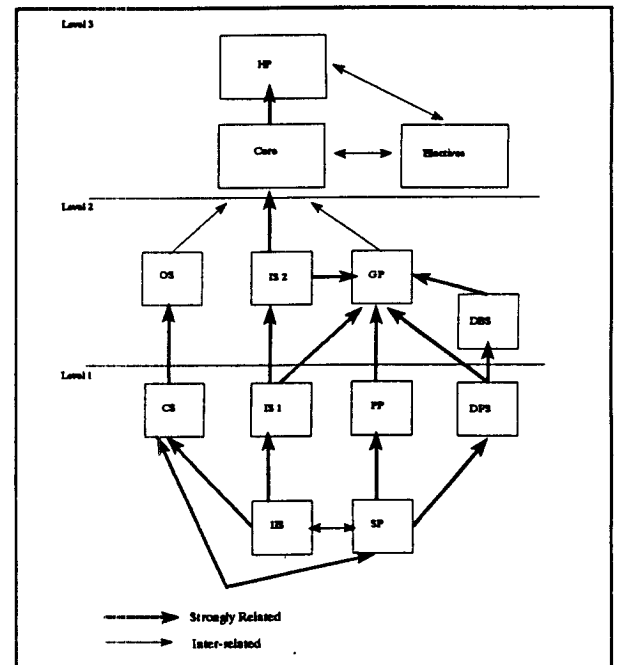 Level 3
HP
Core
Electives
Level 2
OS
IS 2
GP
DBS
Level 1
CS
IS 1
PP
DPS
IIS
SP
Strongly Related
Inter-related